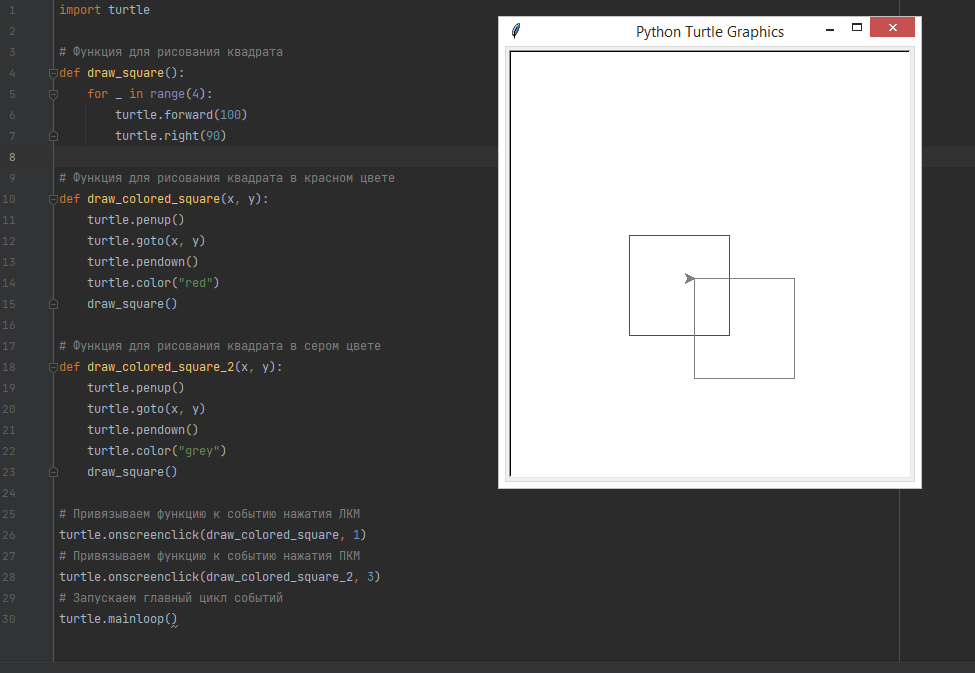 1 import turtle
2
3 # Функция для рисования квадрата
4 def draw_square():
5 for _ in range(4):
6 turtle.forward(100)
7 turtle.right(90)
8
9 # Функция для рисования квадрата в красном цвете
10 def draw_colored_square(x, y):
11 turtle.penup()
12 turtle.goto(x, y)
13 turtle.pendown()
14 turtle.color("red")
15 draw_square()
16
17 # Функция для рисования квадрата в сером цвете
18 def draw_colored_square_2(x, y):
19 turtle.penup()
20 turtle.goto(x, y)
21 turtle.pendown()
22 turtle.color("grey")
23 draw_square()
24
25 # Привязываем функцию к событию нажатия ЛКМ
26 turtle.onscreenclick(draw_colored_square, 1)
27 # Привязываем функцию к событию нажатия ПКМ
28 turtle.onscreenclick(draw_colored_square_2, 3)
29 # Запускаем главный цикл событий
30 turtle.mainloop()
Python Turtle Graphics